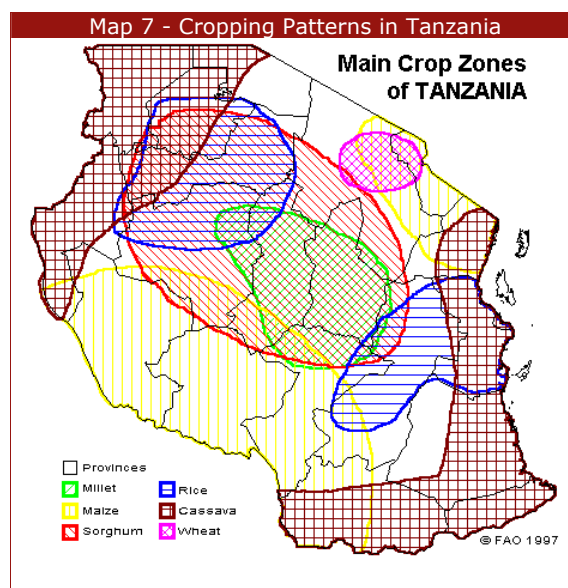 Map 7 - Cropping Patterns in Tanzania
Main Crop Zones
of TANZANIA
Provinces
Millet
Maize
Sorghum
Rice
Cassava
Wheat
© FAO 1997